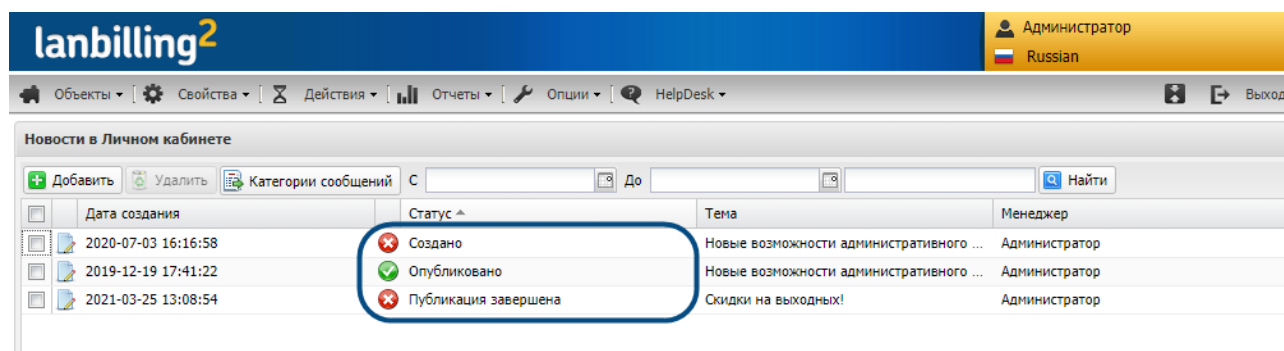 lanbilling2
Администратор
Russian
Объекты Свойства Действия Отчеты Опции HelpDesk Выход
Новости в Личном кабинете
Добавить Удалить Категории сообщений С До Найти
Дата создания Статус Тема Менеджер
2020-07-03 16:16:58 Создано Новые возможности административного ... Администратор
2019-12-19 17:41:22 Опубликовано Новые возможности административного ... Администратор
2021-03-25 13:08:54 Публикация завершена Скидки на выходных! Администратор